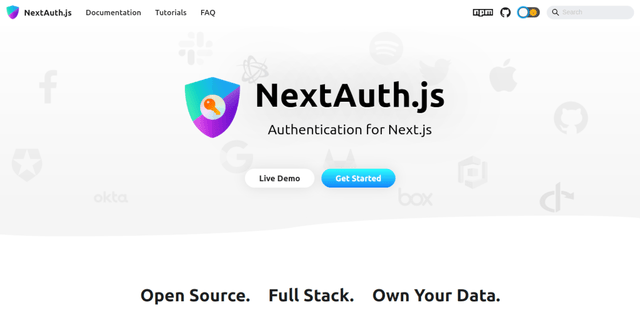 NextAuth.js Documentation Tutorials FAQ npm Search
NextAuth.js
Authentication for Next.js
okta
box
Live Demo Get Started
Open Source. Full Stack. Own Your Data.